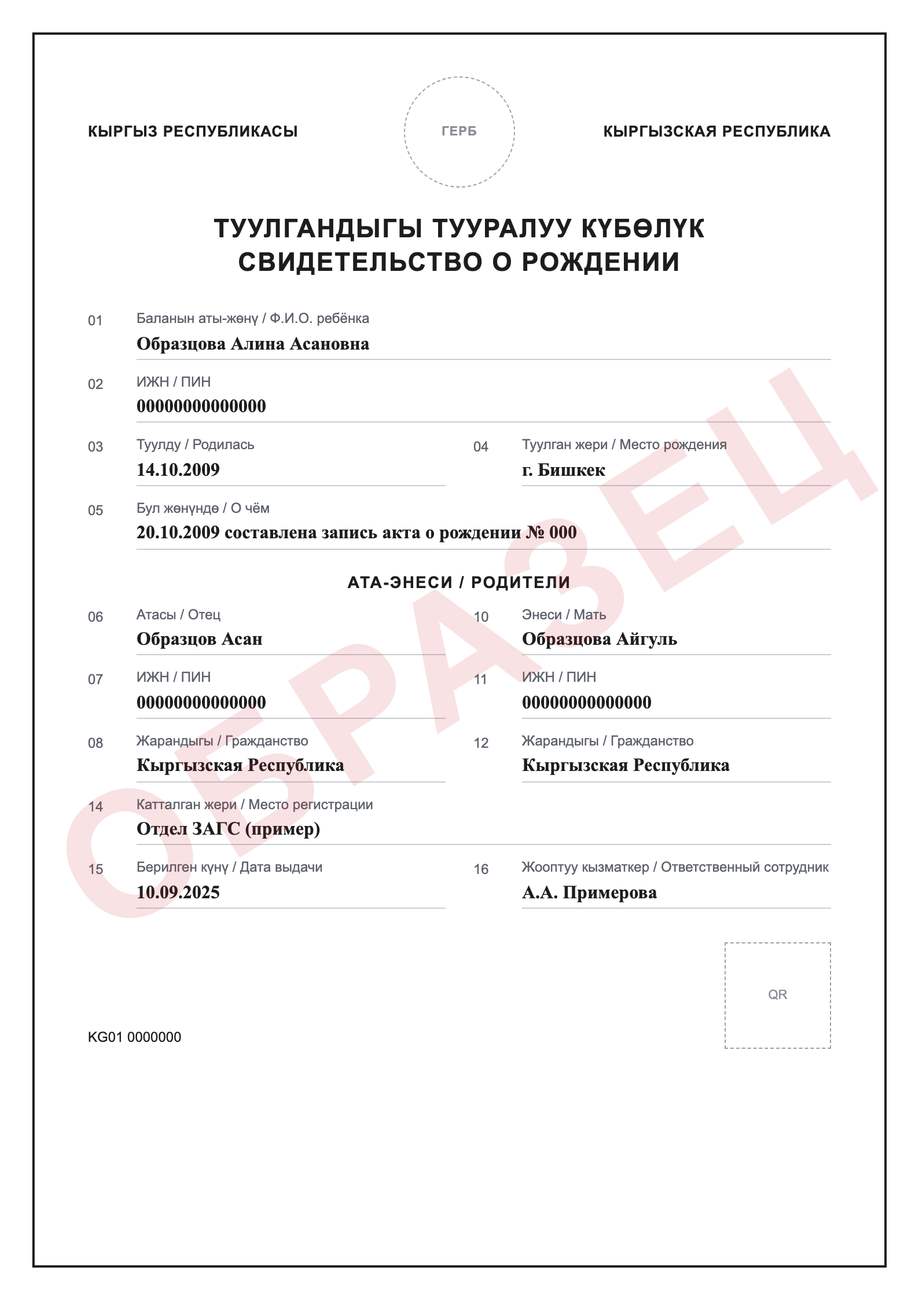 КЫРГЫЗ РЕСПУБЛИКАСЫ
ГЕРБ
КЫРГЫЗСКАЯ РЕСПУБЛИКА
ТУУЛГАНДЫГЫ ТУУРАЛУУ КҮБӨЛҮК
СВИДЕТЕЛЬСТВО О РОЖДЕНИИ
01 Баланын аты-жөнү / Ф.И.О. ребёнка
Образцова Алина Асановна
02 ИЖН / ПИН
00000000000000
03 Туулду / Родилась
14.10.2009
04 Туулган жери / Место рождения
г. Бишкек
05 Бул жөнүндө / О чём
20.10.2009 составлена запись акта о рождении № 000
АТА-ЭНЕСИ / РОДИТЕЛИ
06 Атасы / Отец
Образцов Асан
10 Энеси / Мать
Образцова Айгуль
07 ИЖН / ПИН
00000000000000
11 ИЖН / ПИН
00000000000000
08 Жарандыгы / Гражданство
Кыргызская Республика
12 Жарандыгы / Гражданство
Кыргызская Республика
14 Катталган жери / Место регистрации
Отдел ЗАГС (пример)
15 Берилген күнү / Дата выдачи
10.09.2025
16 Жооптуу кызматкер / Ответственный сотрудник
А.А. Примерова
QR
KG01 0000000
ОБРАЗЕЦ